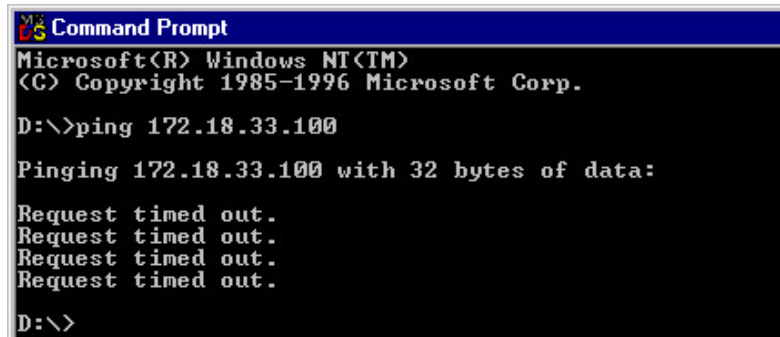 Command Prompt
Microsoft(R) Windows NT(TM)
(C) Copyright 1985-1996 Microsoft Corp.
D:\>ping 172.18.33.100
Pinging 172.18.33.100 with 32 bytes of data:
Request timed out.
Request timed out.
Request timed out.
Request timed out.
D:\>